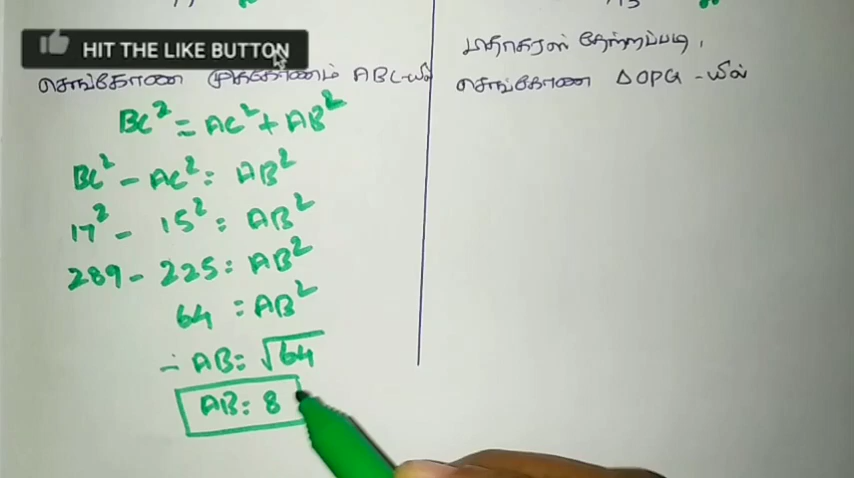 HIT THE LIKE BUTTON
செங்கோண முக்கோணம் ABC-யில்
BC² = AC² + AB²
BC² - AC² = AB²
17² - 15² = AB²
289 - 225 = AB²
64 = AB²
∴ AB = √64
AB = 8
பிதாகரஸ் தேற்றப்படி,
செங்கோண Δ OPQ -யில்